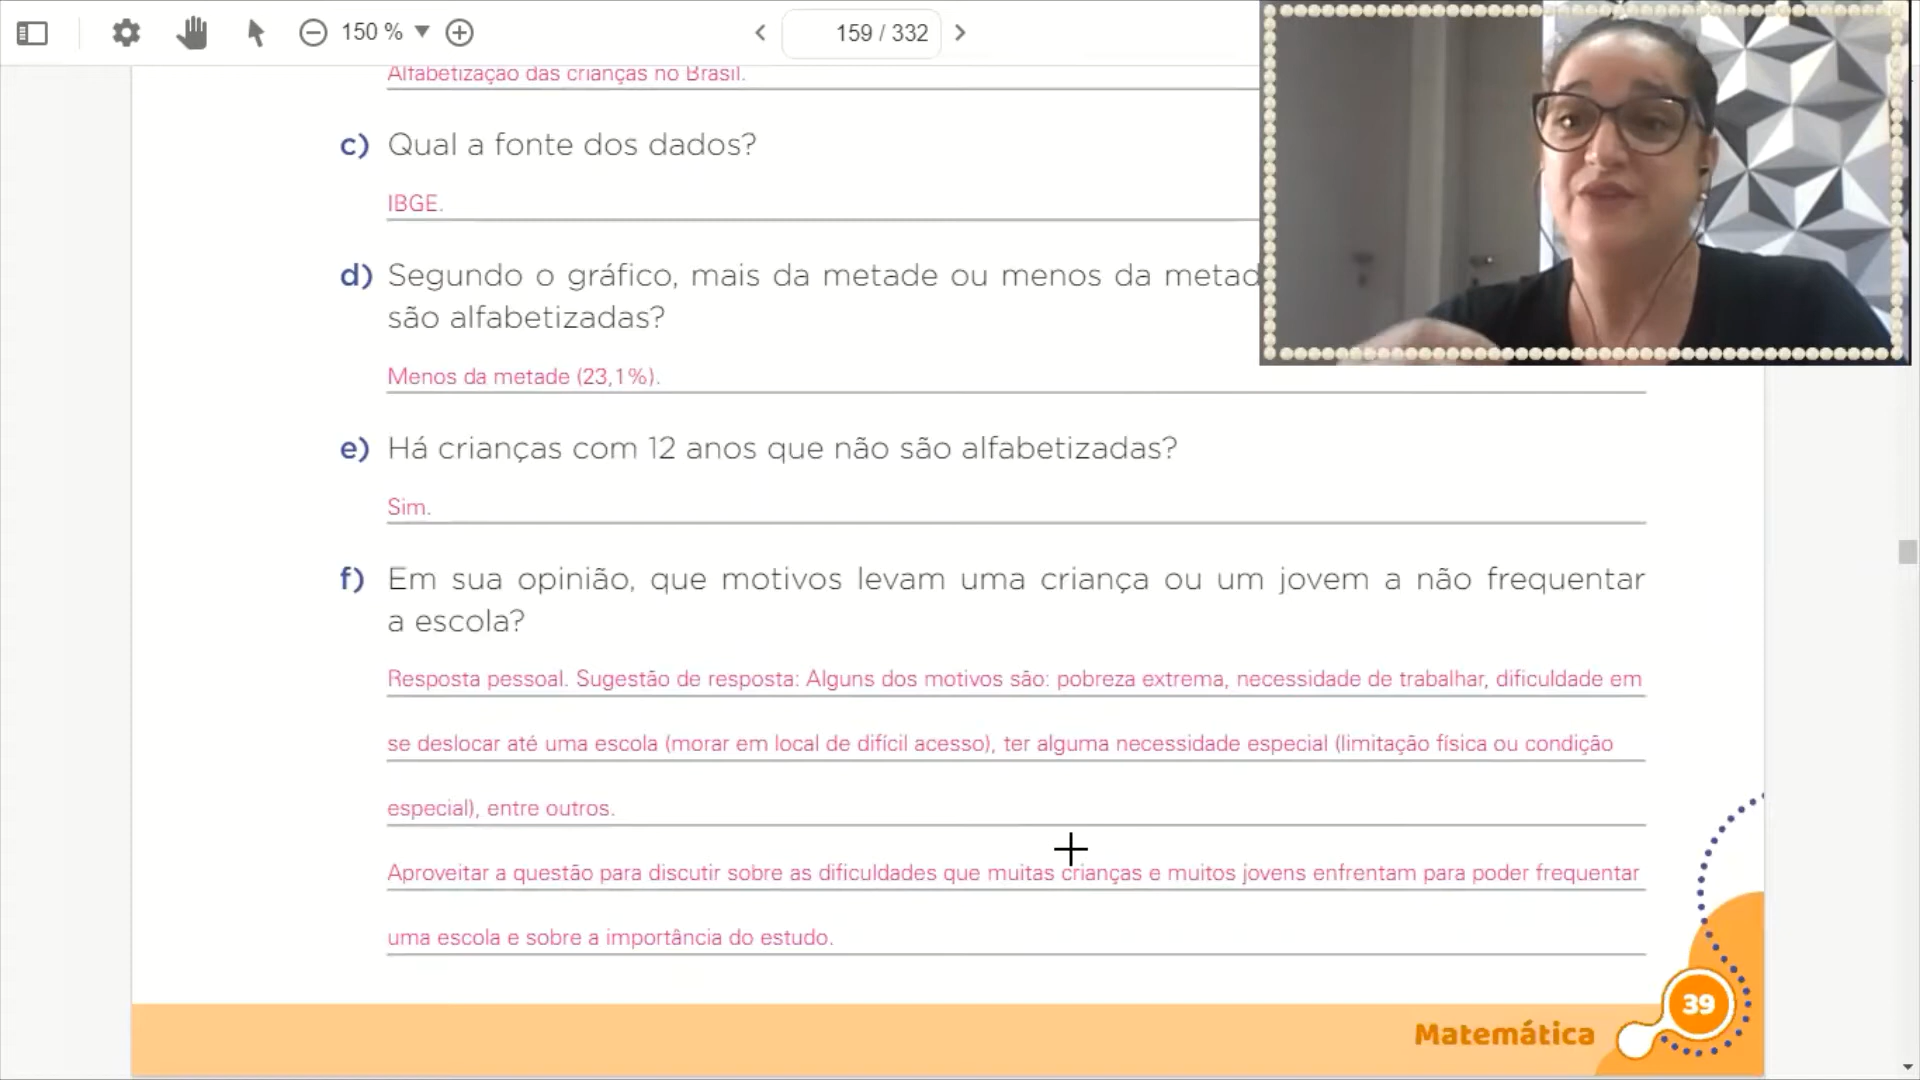 150 %
159 / 332
Alfabetização das crianças no Brasil.
c) Qual a fonte dos dados?
IBGE.
d) Segundo o gráfico, mais da metade ou menos da metad
são alfabetizadas?
Menos da metade (23,1%).
e) Há crianças com 12 anos que não são alfabetizadas?
Sim.
f) Em sua opinião, que motivos levam uma criança ou um jovem a não frequentar
a escola?
Resposta pessoal. Sugestão de resposta: Alguns dos motivos são: pobreza extrema, necessidade de trabalhar, dificuldade em
se deslocar até uma escola (morar em local de difícil acesso), ter alguma necessidade especial (limitação física ou condição
especial), entre outros.
Aproveitar a questão para discutir sobre as dificuldades que muitas crianças e muitos jovens enfrentam para poder frequentar
uma escola e sobre a importância do estudo.
Matemática 39